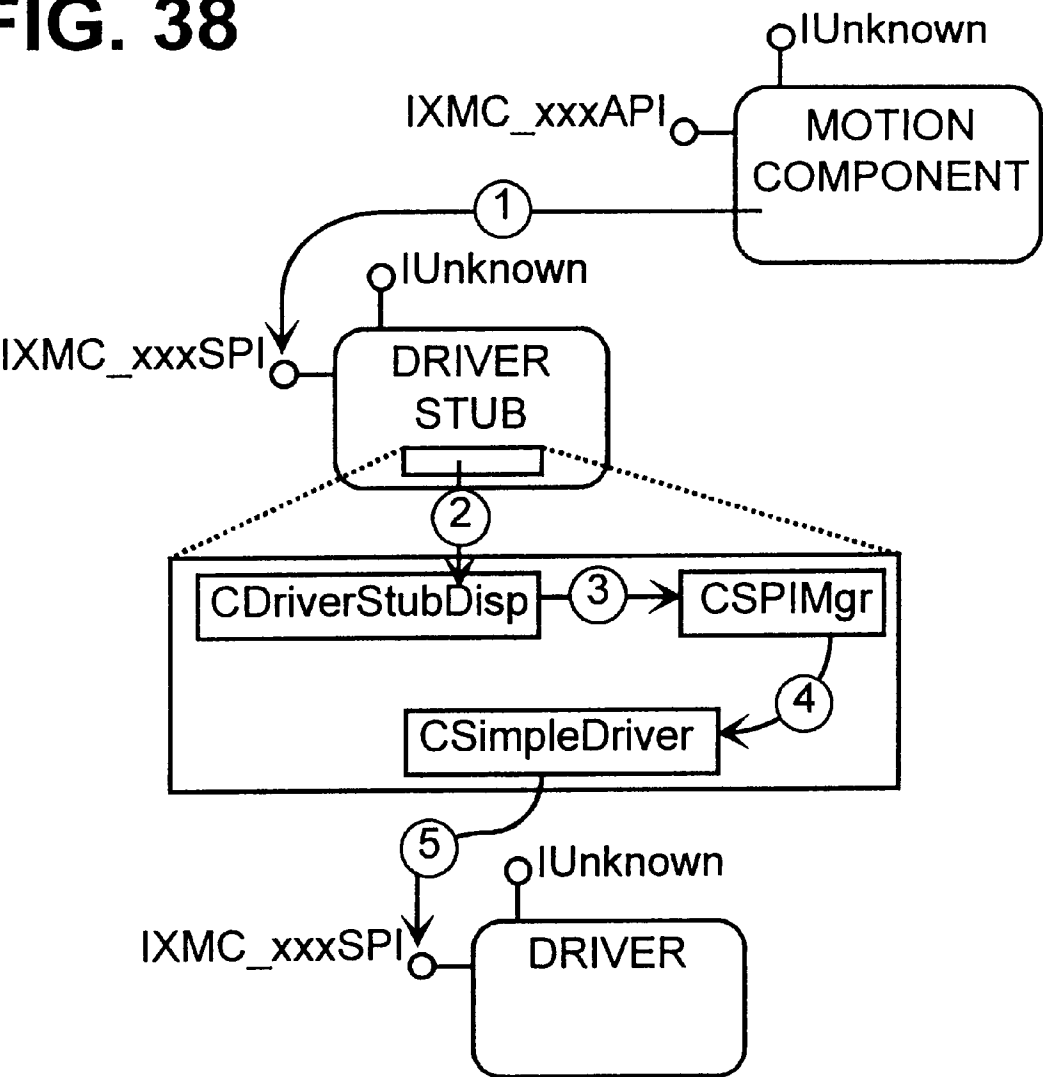 FIG. 38
IUnknown
IXMC_xxxAPI
MOTION
COMPONENT
1
IUnknown
IXMC_xxxSPI
DRIVER
STUB
2
CDriverStubDisp
3
CSPIMgr
4
CSimpleDriver
5
IUnknown
IXMC_xxxSPI
DRIVER